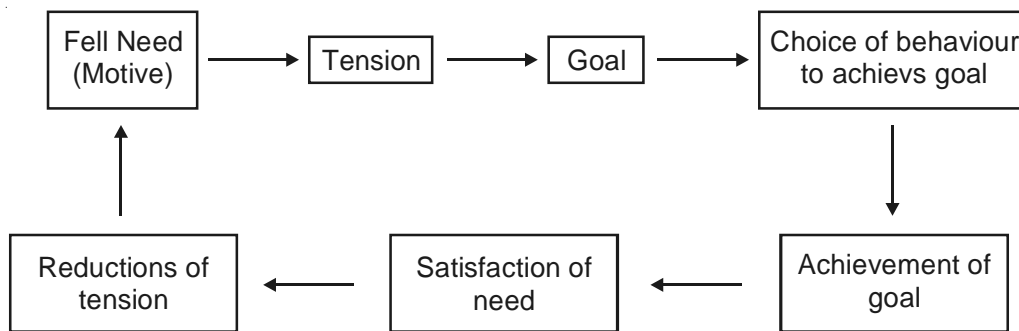 Fell Need
(Motive)
Tension
Goal
Choice of behaviour
to achievs goal
Reductions of
tension
Satisfaction of
need
Achievement of
goal